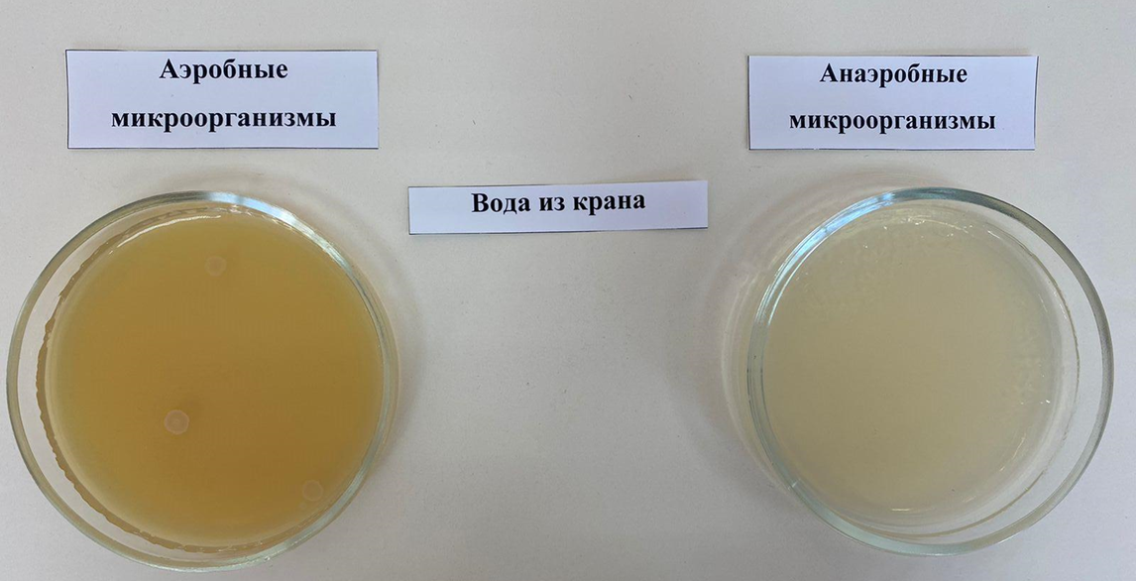 Аэробные
микроорганизмы
Вода из крана
Анаэробные
микроорганизмы